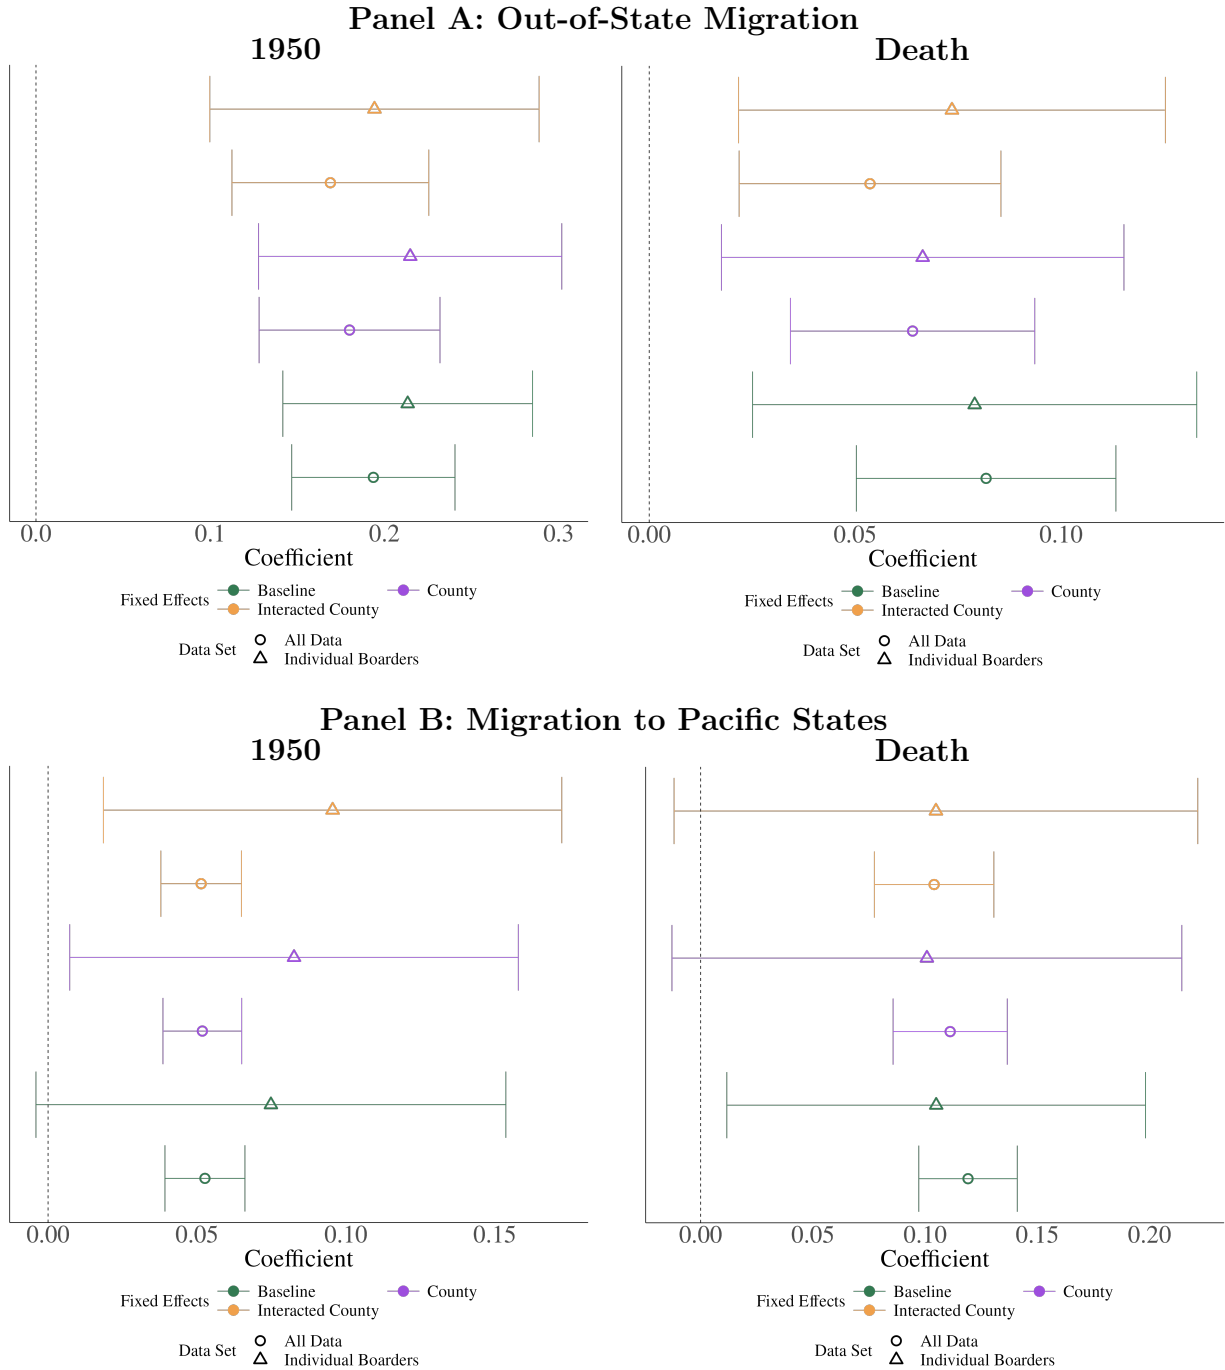 Panel A: Out-of-State Migration
1950
Death
0.0 0.1 0.2 0.3
Coefficient
Fixed Effects Baseline County
Interacted County
Data Set All Data
Individual Boarders
0.00 0.05 0.10
Coefficient
Fixed Effects Baseline County
Interacted County
Data Set All Data
Individual Boarders
Panel B: Migration to Pacific States
1950
Death
0.00 0.05 0.10 0.15
Coefficient
Fixed Effects Baseline County
Interacted County
Data Set All Data
Individual Boarders
0.00 0.05 0.10 0.15 0.20
Coefficient
Fixed Effects Baseline County
Interacted County
Data Set All Data
Individual Boarders